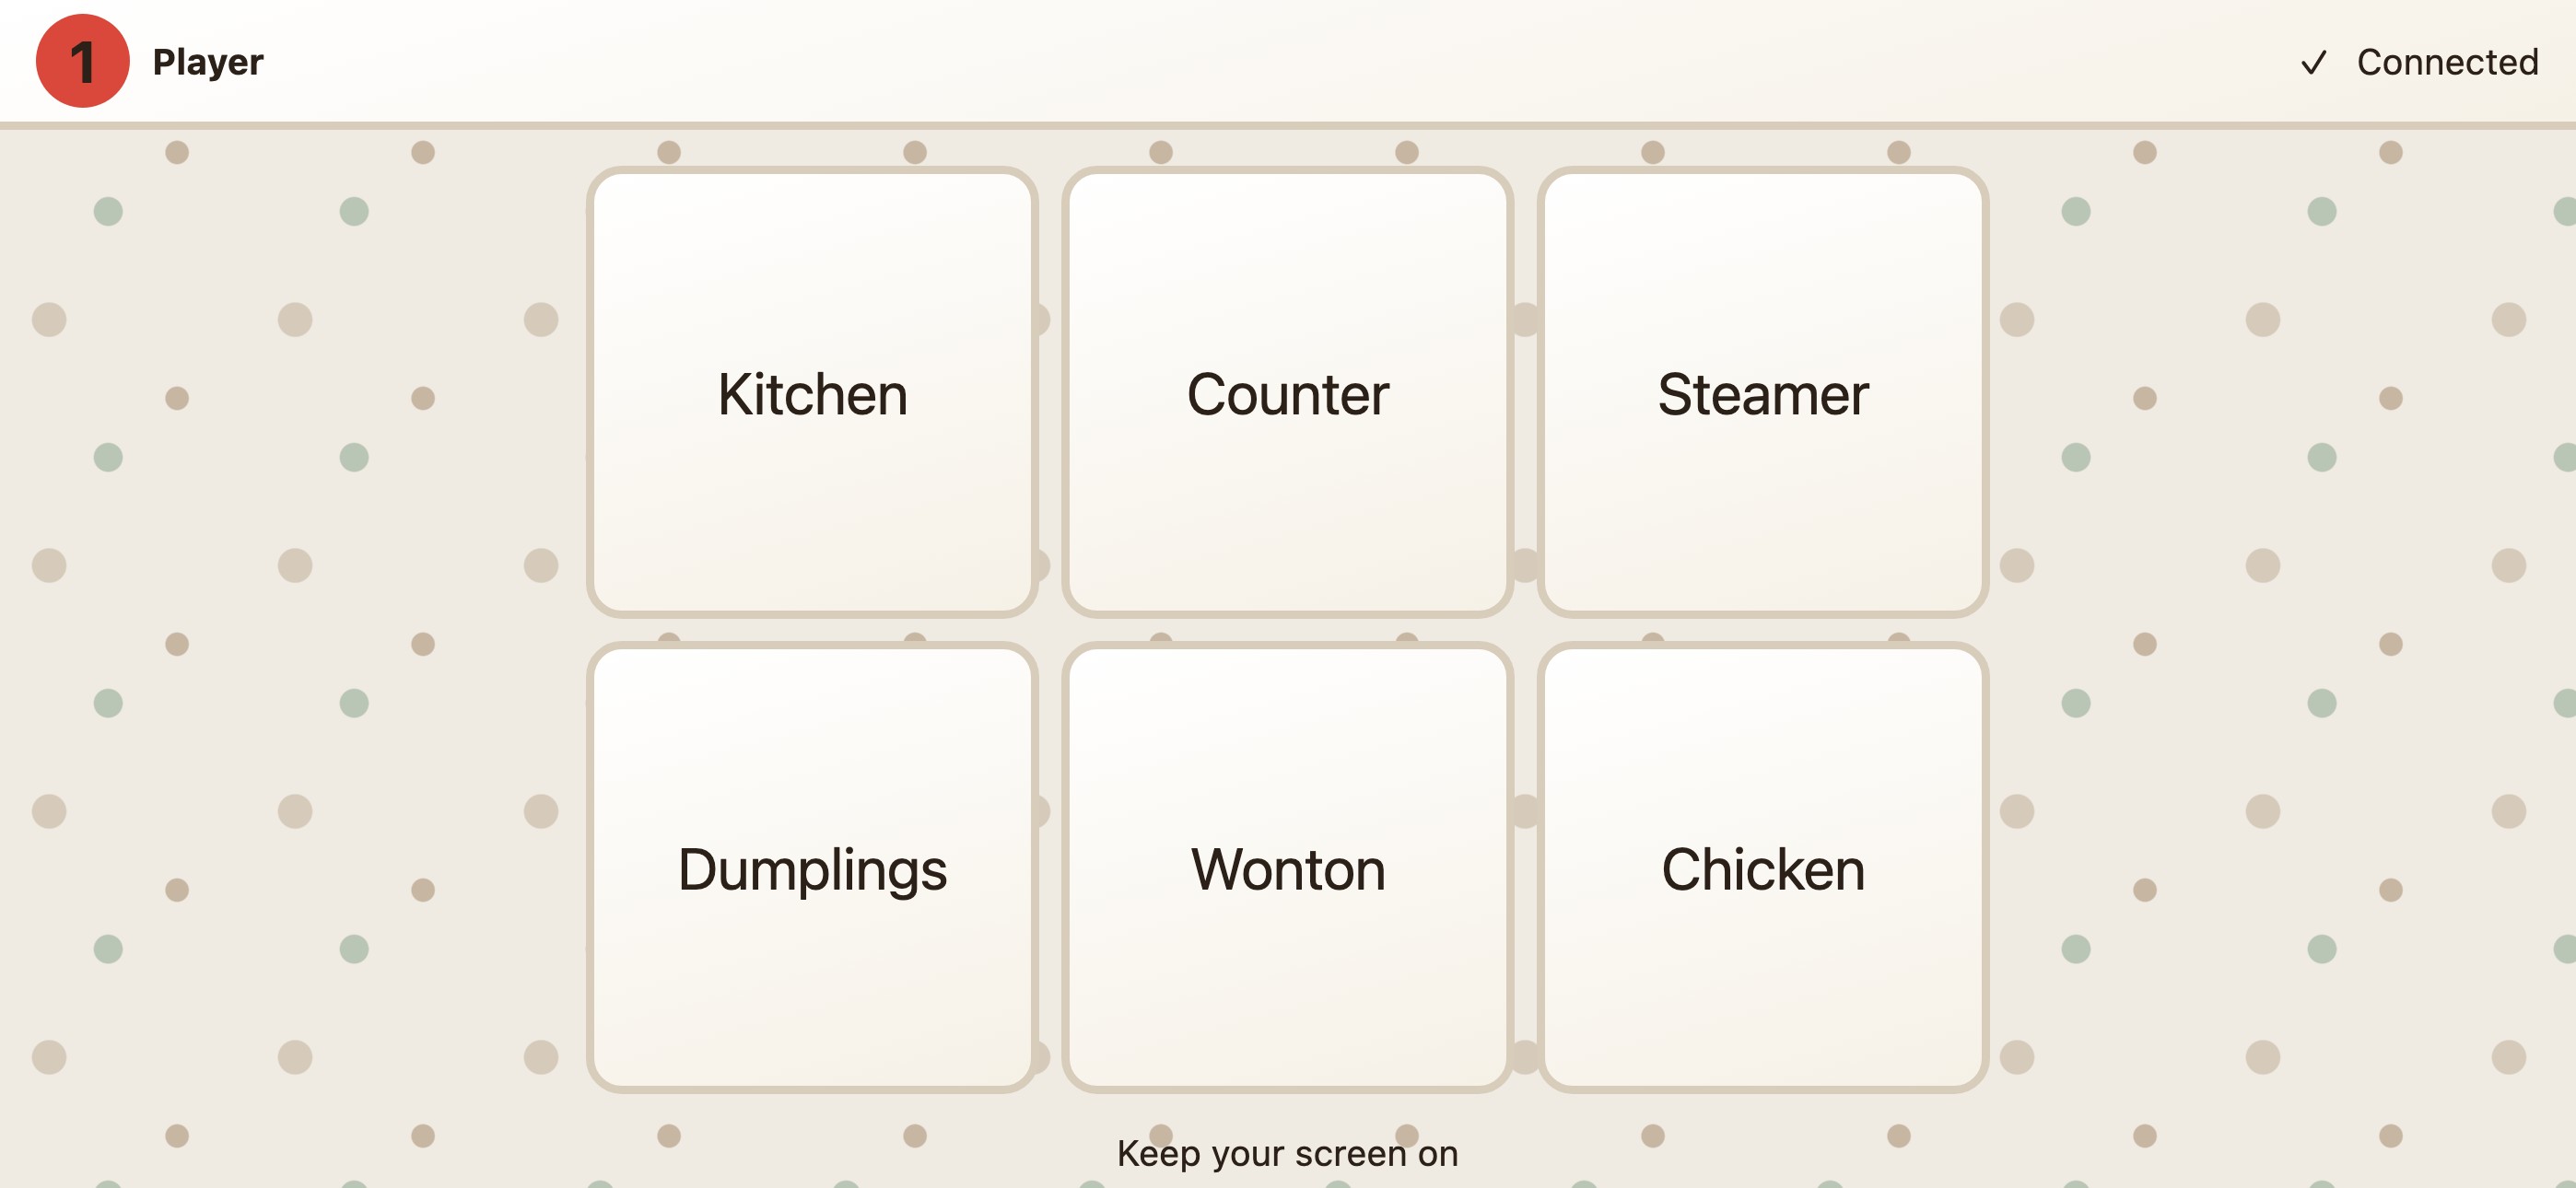 1 Player
✓ Connected
Kitchen
Counter
Steamer
Dumplings
Wonton
Chicken
Keep your screen on